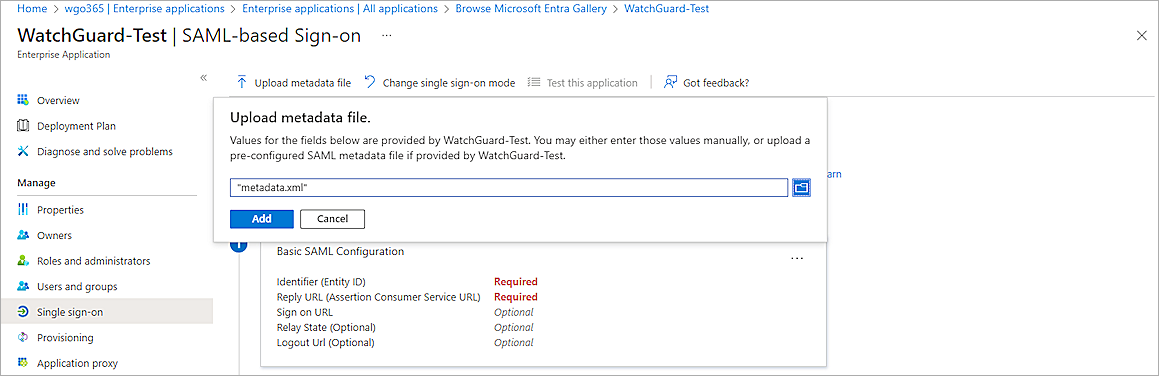 Home > wgo365 | Enterprise applications > Enterprise applications | All applications > Browse Microsoft Entra Gallery > WatchGuard-Test
WatchGuard-Test | SAML-based Sign-on ...
Enterprise Application
Upload metadata file Change single sign-on mode Test this application Got feedback?
Overview
Deployment Plan
Diagnose and solve problems
Manage
Properties
Owners
Roles and administrators
Users and groups
Single sign-on
Provisioning
Application proxy
Upload metadata file.
Values for the fields below are provided by WatchGuard-Test. You may either enter those values manually, or upload a
pre-configured SAML metadata file if provided by WatchGuard-Test.
"metadata.xml"
Add Cancel
arn
1
Basic SAML Configuration
...
Identifier (Entity ID) Required
Reply URL (Assertion Consumer Service URL) Required
Sign on URL Optional
Relay State (Optional) Optional
Logout Url (Optional) Optional